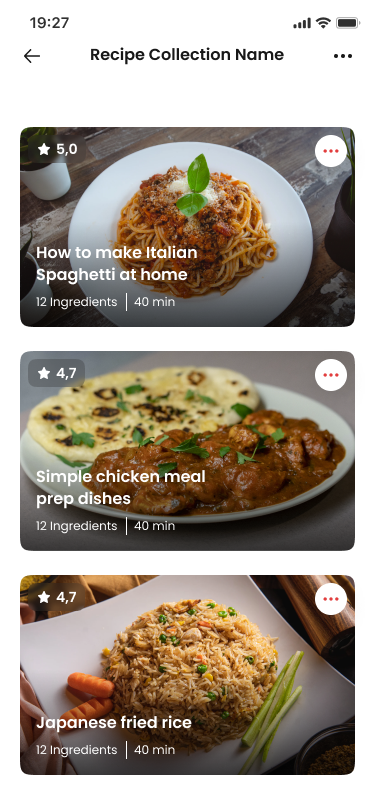 19:27
Recipe Collection Name
5,0
How to make Italian
Spaghetti at home
12 Ingredients
40 min
4,7
Simple chicken meal
prep dishes
12 Ingredients
40 min
4,7
Japanese fried rice
12 Ingredients
40 min